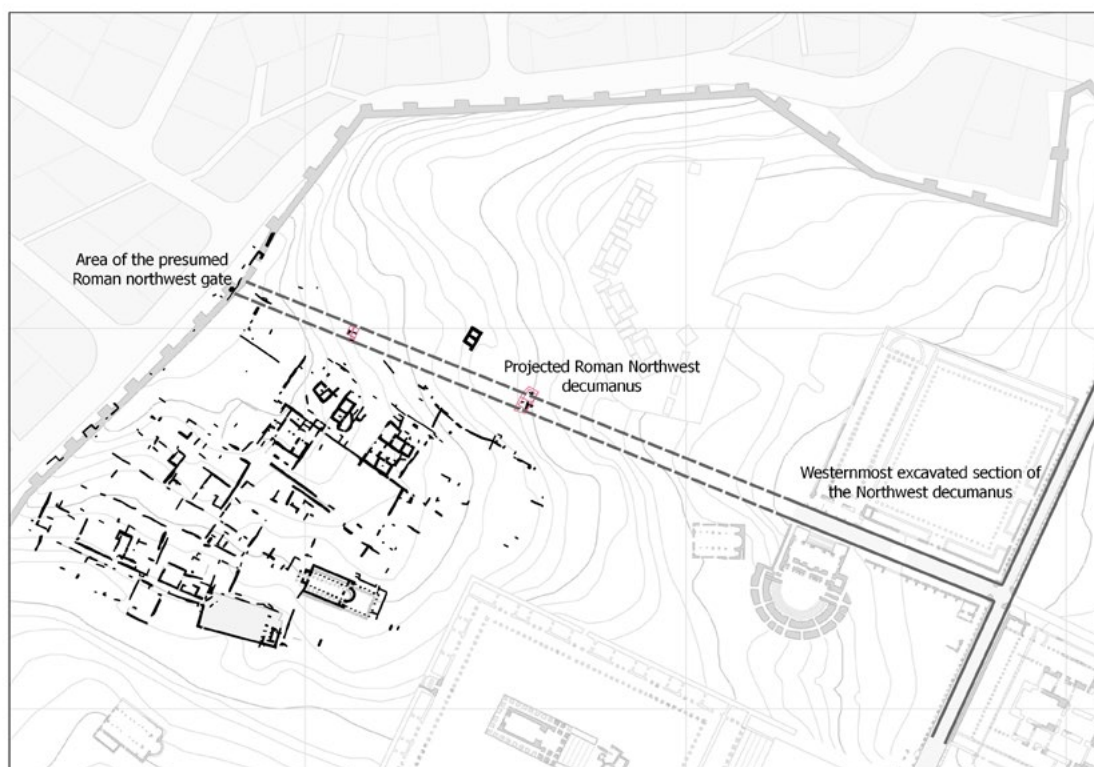 Area of the presumed
Roman northwest gate
Projected Roman Northwest
decumanus
Westernmost excavated section of
the Northwest decumanus